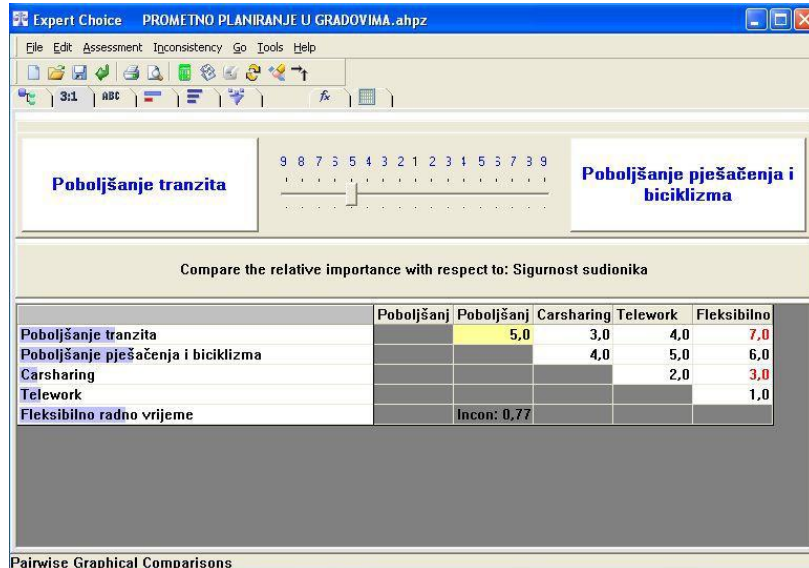 Expert Choice PROMETNO PLANIRANJE U GRADOVIMA.ahpz
File Edit Assessment Inconsistency Go Tools Help
3:1 ABC fx
9 8 7 6 5 4 3 2 1 2 3 4 5 6 7 8 9
Poboljšanje tranzita
Poboljšanje pješačenja i
biciklizma
Compare the relative importance with respect to: Sigurnost sudionika
Poboljšanj Poboljšanj Carsharing Telework Fleksibilno
Poboljšanje tranzita 5,0 3,0 4,0 7,0
Poboljšanje pješačenja i biciklizma 4,0 5,0 6,0
Carsharing 2,0 3,0
Telework 1,0
Fleksibilno radno vrijeme Incon: 0,77
Pairwise Graphical Comparisons